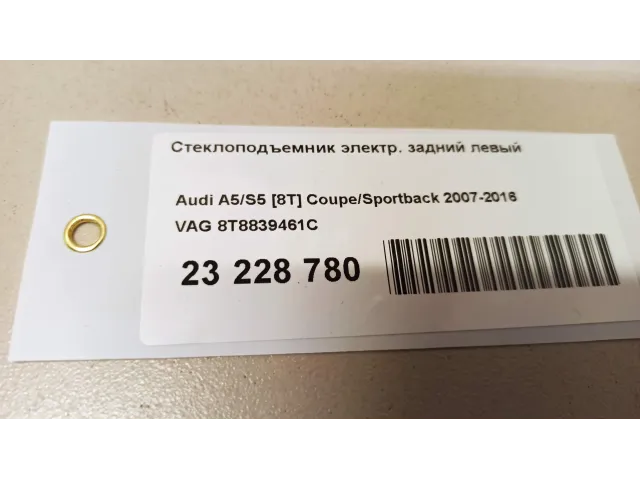 Стеклоподъемник электр. задний левый
Audi A5/S5 [8T] Coupe/Sportback 2007-2016
VAG 8T8839461C
23 228 780